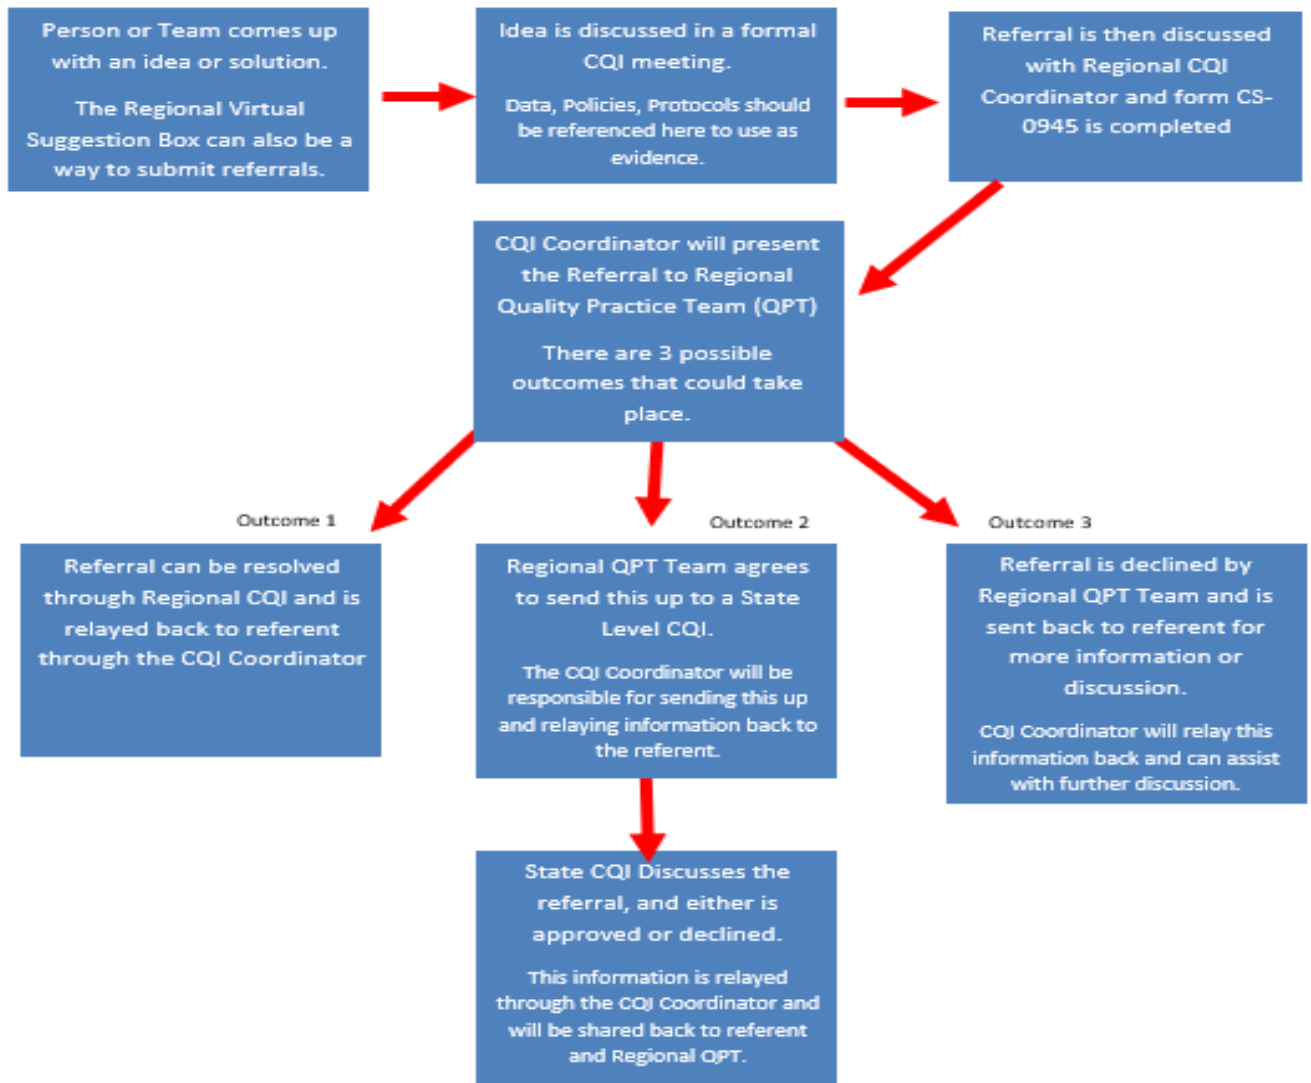 Person or Team comes up
with an idea or solution.
The Regional Virtual
Suggestion Box can also be a
way to submit referrals.
Idea is discussed in a formal
CQI meeting.
Data, Policies, Protocols should
be referenced here to use as
evidence.
Referral is then discussed
with Regional CQI
Coordinator and form CS-
0945 is completed
CQI Coordinator will present
the Referral to Regional
Quality Practice Team (QPT)
There are 3 possible
outcomes that could take
place.
Outcome 1
Referral can be resolved
through Regional CQI and is
relayed back to referent
through the CQI Coordinator
Outcome 2
Regional QPT Team agrees
to send this up to a State
Level CQI.
The CQI Coordinator will be
responsible for sending this up
and relaying information back to
the referent.
Outcome 3
Referral is declined by
Regional QPT Team and is
sent back to referent for
more information or
discussion.
CQI Coordinator will relay this
information back and can assist
with further discussion.
State CQI Discusses the
referral, and either is
approved or declined.
This information is relayed
through the CQI Coordinator and
will be shared back to referent
and Regional QPT.